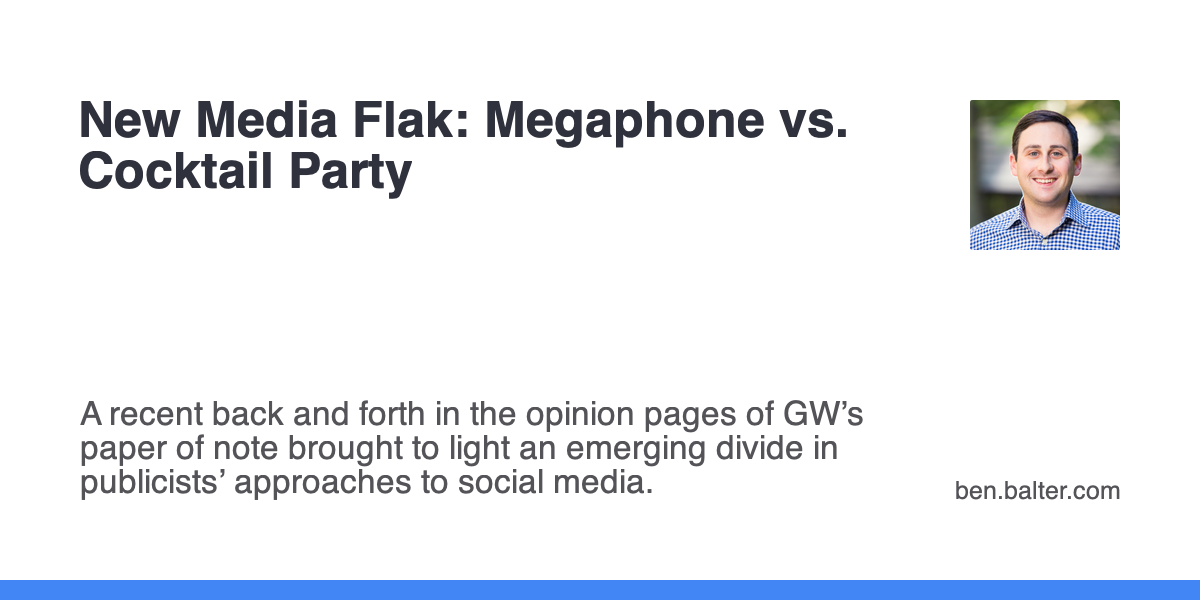 New Media Flak: Megaphone vs.
Cocktail Party
A recent back and forth in the opinion pages of GW’s
paper of note brought to light an emerging divide in
publicists’ approaches to social media.
ben.balter.com